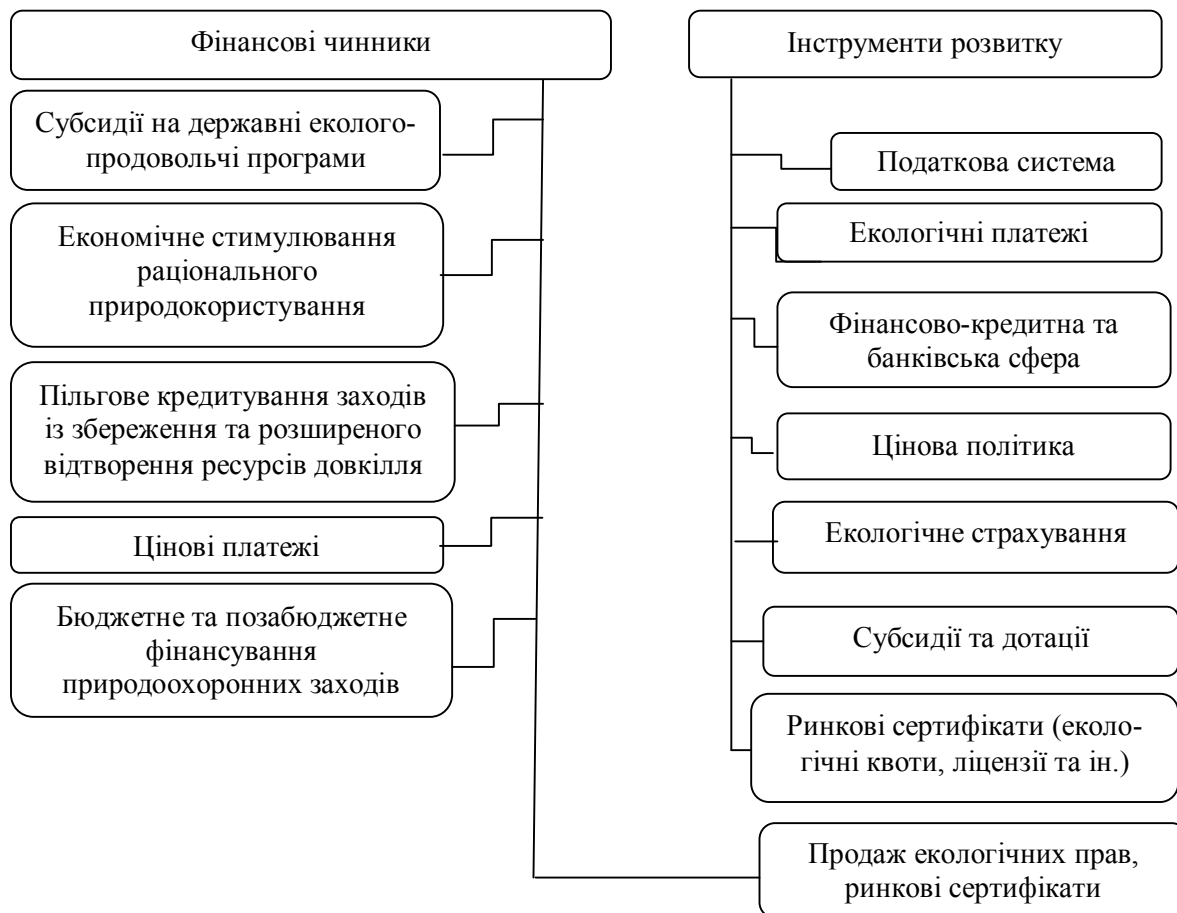 Фінансові чинники
Субсидії на державні еколого-
продовольчі програми
Економічне стимулювання
раціонального
природокористування
Пільгове кредитування заходів
із збереження та розширеного
відтворення ресурсів довкілля
Цінові платежі
Бюджетне та позабюджетне
фінансування
природоохоронних заходів
Інструменти розвитку
Податкова система
Екологічні платежі
Фінансово-кредитна та
банківська сфера
Цінова політика
Екологічне страхування
Субсидії та дотації
Ринкові сертифікати (еколо-
гічні квоти, ліцензії та ін.)
Продаж екологічних прав,
ринкові сертифікати